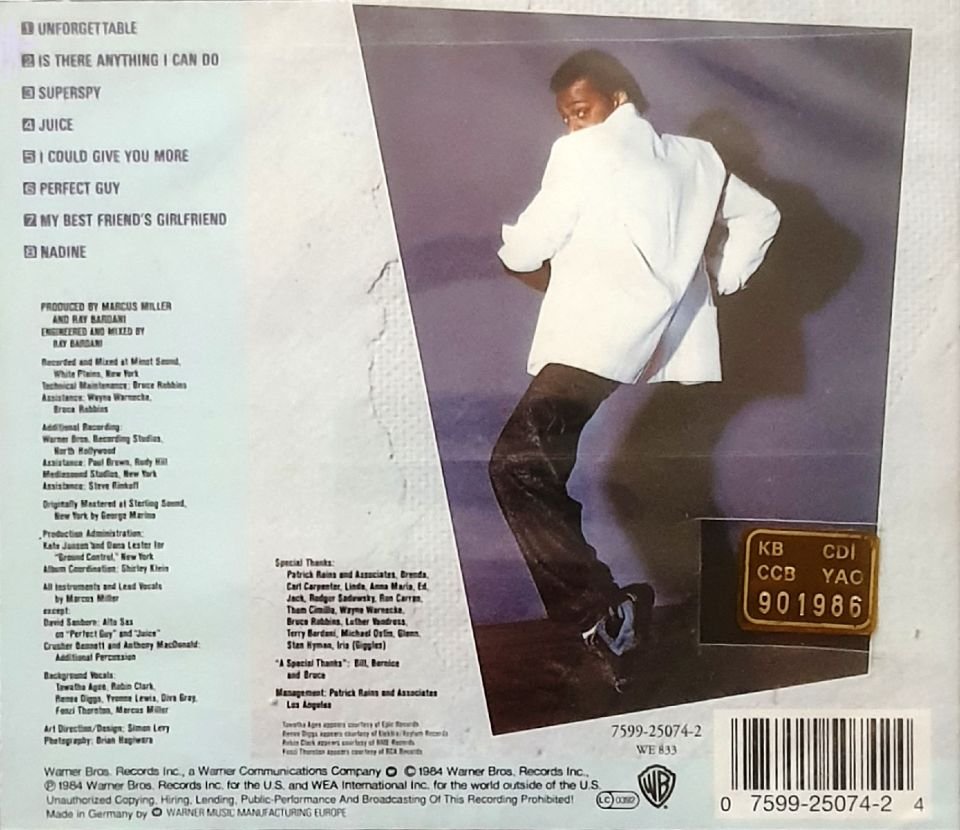 1 UNFORGETTABLE
2 IS THERE ANYTHING I CAN DO
3 SUPERSPY
4 JUICE
5 I COULD GIVE YOU MORE
6 PERFECT GUY
7 MY BEST FRIEND'S GIRLFRIEND
8 NADINE
PRODUCED BY MARCUS MILLER
AND RAY BARDANI
ENGINEERED AND MIXED BY
RAY BARDANI
Recorded and Mixed at Minot Sound,
White Plains, New York
Technical Maintenance: Bruce Robbins
Assistance: Wayne Warnecke,
Bruce Robbins
Additional Recording:
Warner Bros. Recording Studios,
North Hollywood
Assistance: Paul Brown, Rudy Hill
Mediasound Studios, New York
Assistance: Steve Rinkoff
Originally Mastered at Sterling Sound,
New York by George Marino
Production Administration:
Kate Jansen and Dana Lester for
"Ground Control," New York
Album Coordination: Shirley Klein
All Instruments and Lead Vocals
by Marcus Miller
except:
David Sanborn: Alto Sax
on "Perfect Guy" and "Juice"
Crusher Bennett and Anthony MacDonald:
Additional Percussion
Background Vocals:
Tawatha Agee, Robin Clark,
Renee Diggs, Yvonne Lewis, Diva Gray,
Fonzi Thornton, Marcus Miller
Art Direction/Design: Simon Levy
Photography: Brian Hagiwara
Special Thanks:
Patrick Rains and Associates, Brenda,
Carl Carpenter, Linda, Anna Maria, Ed,
Jack, Rodger Sadowsky, Ron Carran,
Thom Cimillo, Wayne Warnecke,
Bruce Robbins, Luther Vandross,
Terry Bardani, Michael Ostin, Glenn,
Stan Hyman, Iris (Giggles)
"A Special Thanks": Bill, Bernice
and Bruce
Management: Patrick Rains and Associates
Los Angeles
Tawatha Agee appears courtesy of Epic Records
Renee Diggs appears courtesy of Elektra/Asylum Records
Robin Clark appears courtesy of Records
Fonzi Thornton appears courtesy of RCA Records
KB CDI
CCB YAO
901986
7599-25074-2
WE 833
WB
LC 0392
0 7599-25074-2 4
Warner Bros. Records Inc., a Warner Communications Company © 1984 Warner Bros. Records Inc.,
℗ 1984 Warner Bros. Records Inc. for the U.S. and WEA International Inc. for the world outside of the U.S.
Unauthorized Copying, Hiring, Lending, Public-Performance And Broadcasting Of This Recording Prohibited!
Made in Germany by WARNER MUSIC MANUFACTURING EUROPE